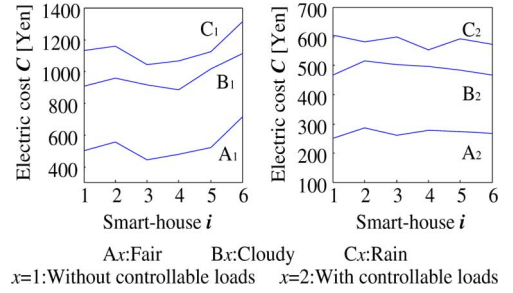 Electric cost C [Yen]
1400
1200
1000
800
600
400
C1
B1
A1
1 2 3 4 5 6
Smart-house i
Electric cost C [Yen]
700
600
500
400
300
200
100
C2
B2
A2
1 2 3 4 5 6
Smart-house i
Ax:Fair Bx:Cloudy Cx:Rain
x=1:Without controllable loads x=2:With controllable loads